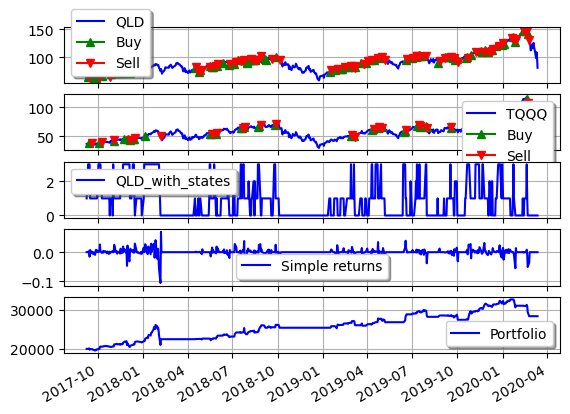 QLD
Buy
Sell
150
100
TQQQ
Buy
Sell
100
50
QLD_with_states
2
0
Simple returns
0.0
−0.1
Portfolio
30000
20000
2017-10 2018-01 2018-04 2018-07 2018-10 2019-01 2019-04 2019-07 2019-10 2020-01 2020-04